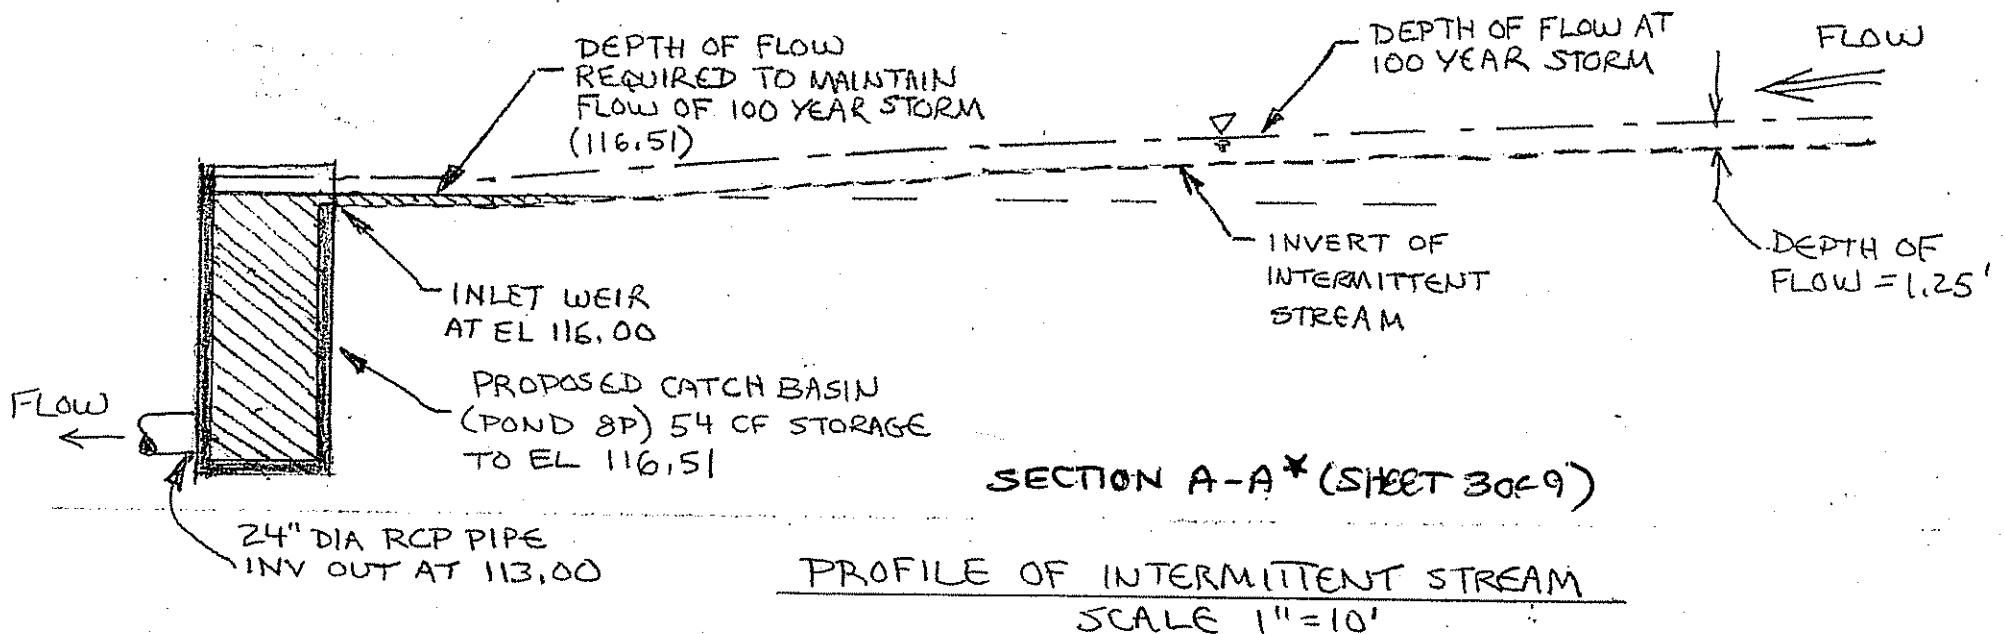 DEPTH OF FLOW
REQUIRED TO MAINTAIN
FLOW OF 100 YEAR STORM
(116.51)
DEPTH OF FLOW AT
100 YEAR STORM
FLOW
INLET WEIR
AT EL 116.00
INVERT OF
INTERMITTENT
STREAM
DEPTH OF
FLOW = 1.25'
FLOW
PROPOSED CATCH BASIN
(POND 8P) 54 CF STORAGE
TO EL 116.51
24" DIA RCP PIPE
INV OUT AT 113.00
SECTION A-A* (SHEET 3 OF 9)
PROFILE OF INTERMITTENT STREAM
SCALE 1" = 10'